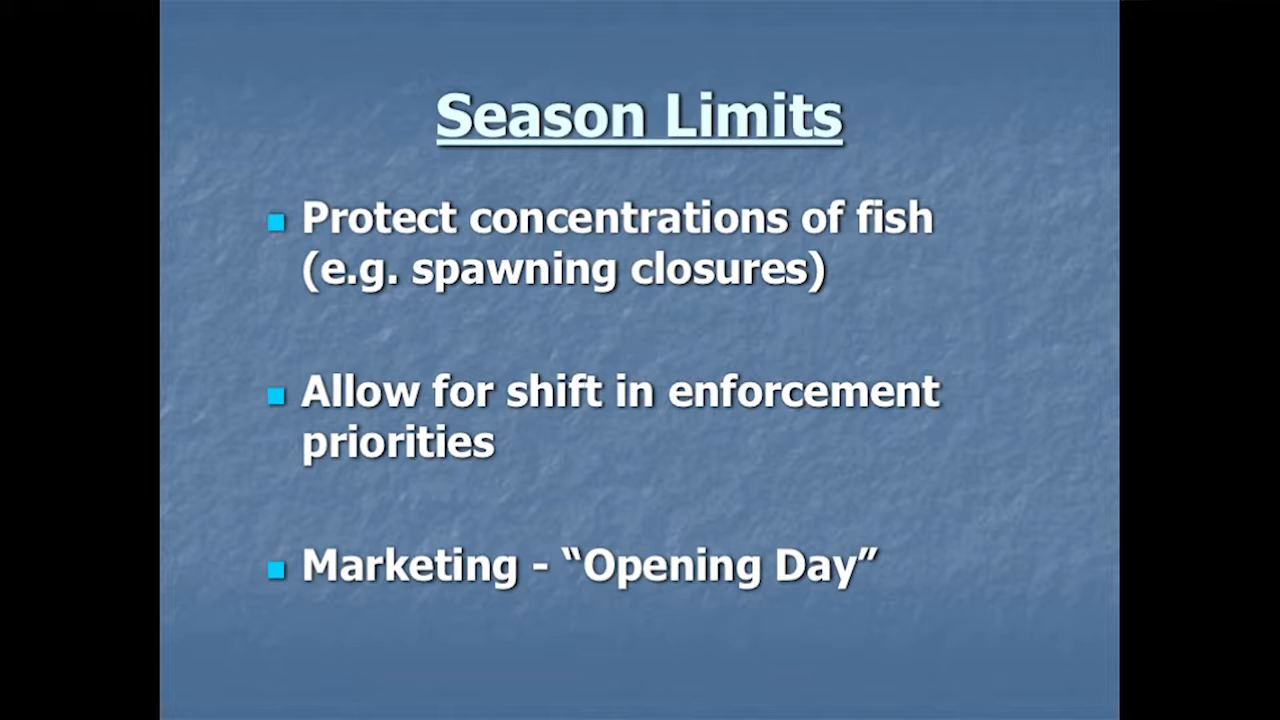 Season Limits
Protect concentrations of fish
(e.g. spawning closures)
Allow for shift in enforcement
priorities
Marketing - “Opening Day”